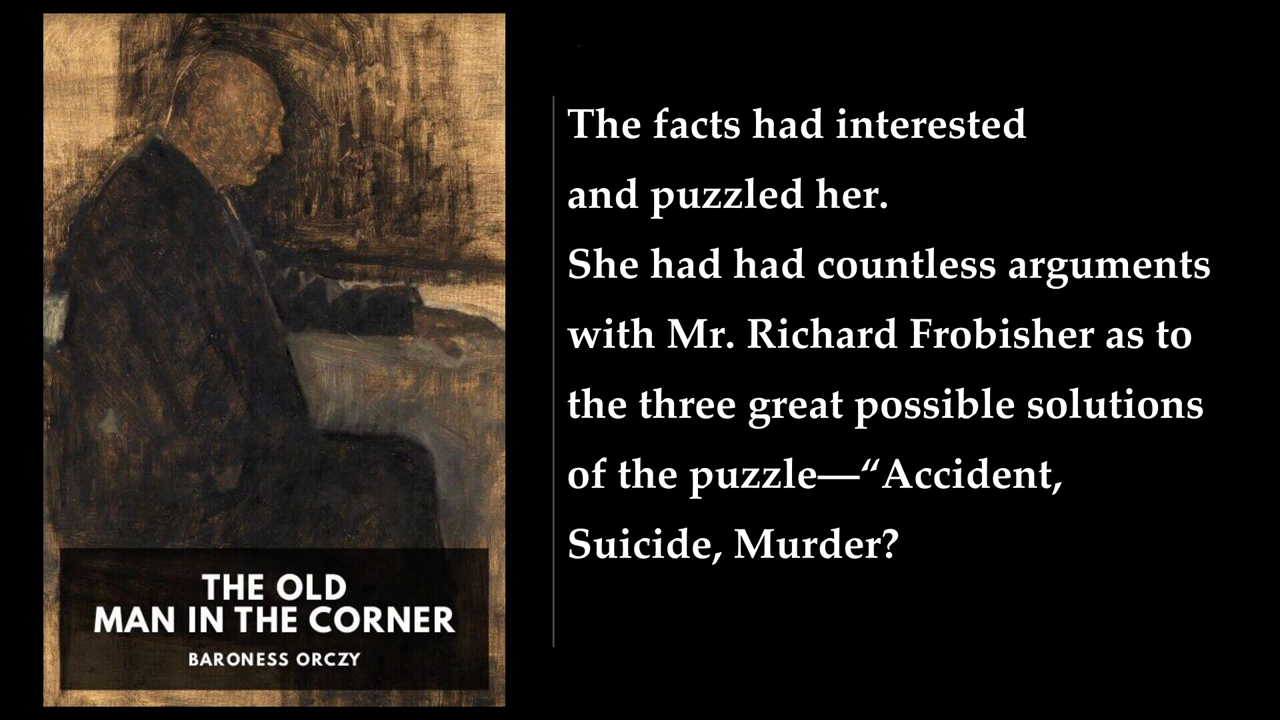 THE OLD
MAN IN THE CORNER
BARONESS ORCZY
The facts had interested
and puzzled her.
She had had countless arguments
with Mr. Richard Frobisher as to
the three great possible solutions
of the puzzle—“Accident,
Suicide, Murder?